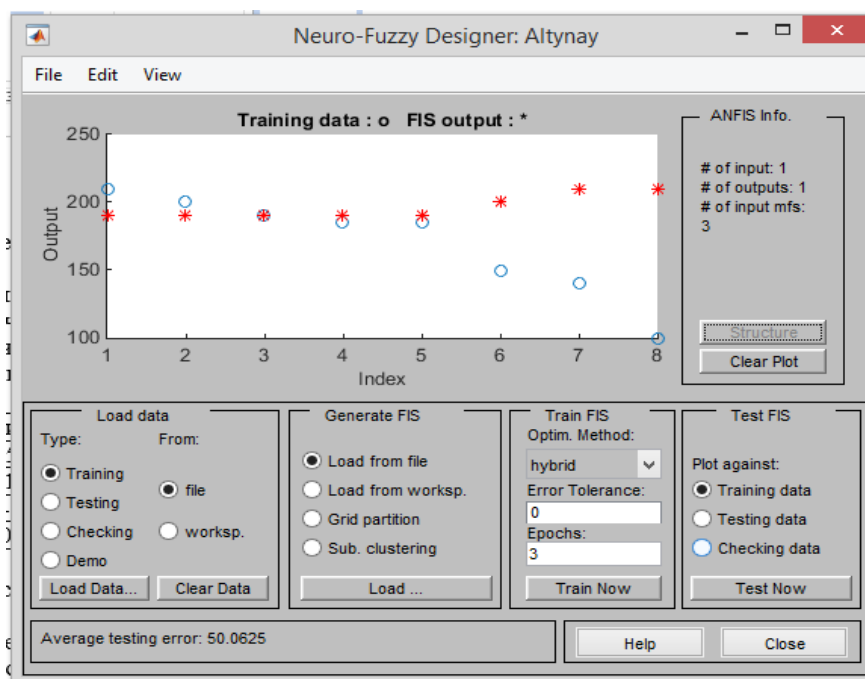 Neuro-Fuzzy Designer: Altynay
File Edit View
Training data : o FIS output : *
250
200
150
100
Output
1 2 3 4 5 6 7 8
Index
ANFIS Info.
# of input: 1
# of outputs: 1
# of input mfs:
3
Structure
Clear Plot
Load data
Type: From:
Training
Testing
Checking
Demo
file
worksp.
Load Data... Clear Data
Generate FIS
Load from file
Load from worksp.
Grid partition
Sub. clustering
Load ...
Train FIS
Optim. Method:
hybrid
Error Tolerance:
0
Epochs:
3
Train Now
Test FIS
Plot against:
Training data
Testing data
Checking data
Test Now
Average testing error: 50.0625
Help Close